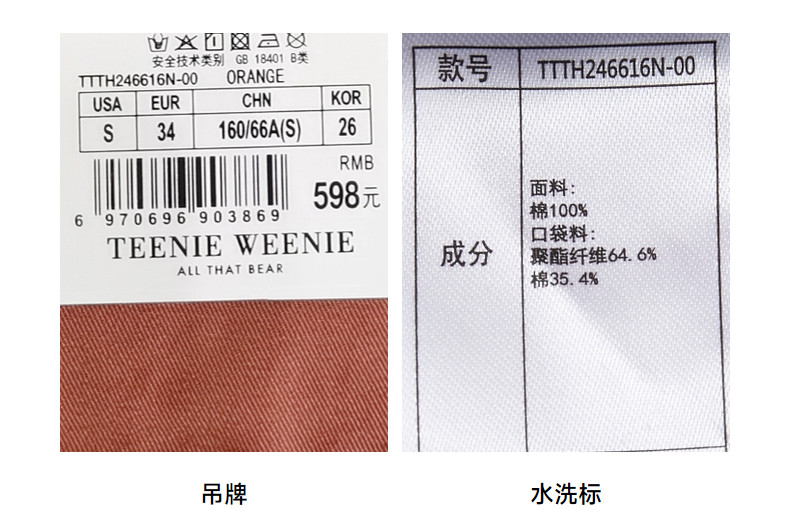 安全技术类别 GB 18401 B类
TTTH246616N-00 ORANGE
USA EUR CHN KOR
S 34 160/66A(S) 26
RMB
598元
6 970696 903869
TEENIE WEENIE
ALL THAT BEAR
吊牌
款号 TTTH246616N-00
成分
面料:
棉100%
口袋料:
聚酯纤维64.6%
棉35.4%
水洗标